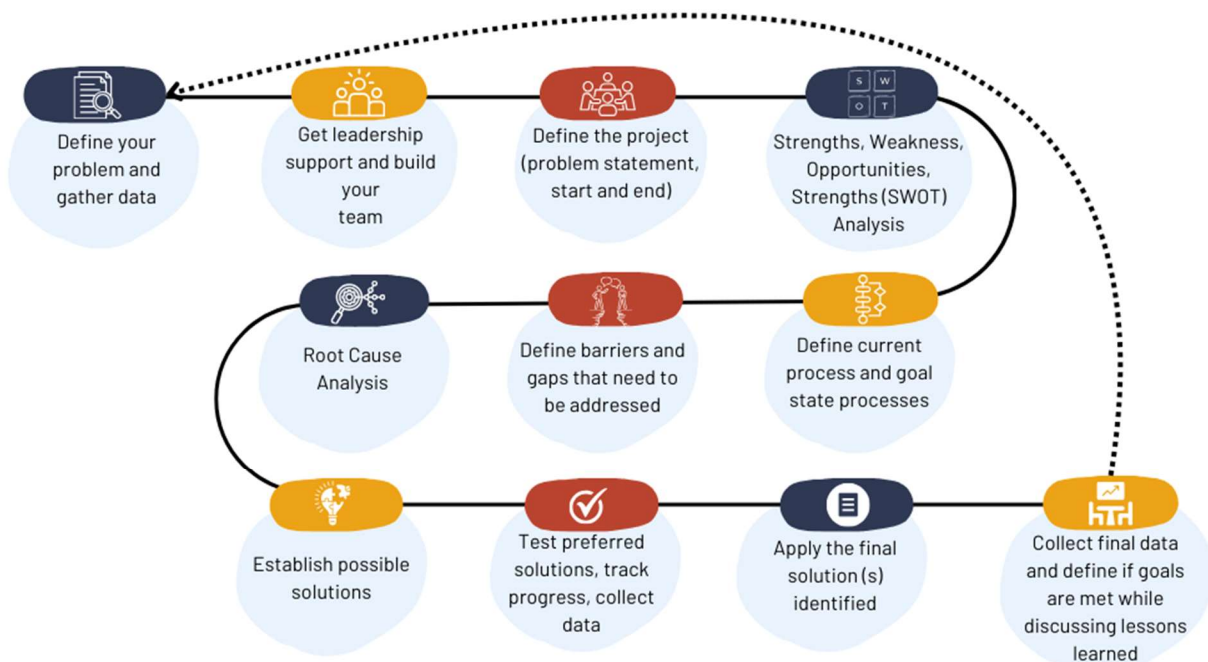 Define your
problem and
gather data
Get leadership
support and build
your
team
Define the project
(problem statement,
start and end)
S W
O T
Strengths, Weakness,
Opportunities,
Strengths (SWOT)
Analysis
Root Cause
Analysis
Define barriers and
gaps that need to
be addressed
Define current
process and goal
state processes
Establish possible
solutions
Test preferred
solutions, track
progress, collect
data
Apply the final
solution (s)
identified
Collect final data
and define if goals
are met while
discussing lessons
learned